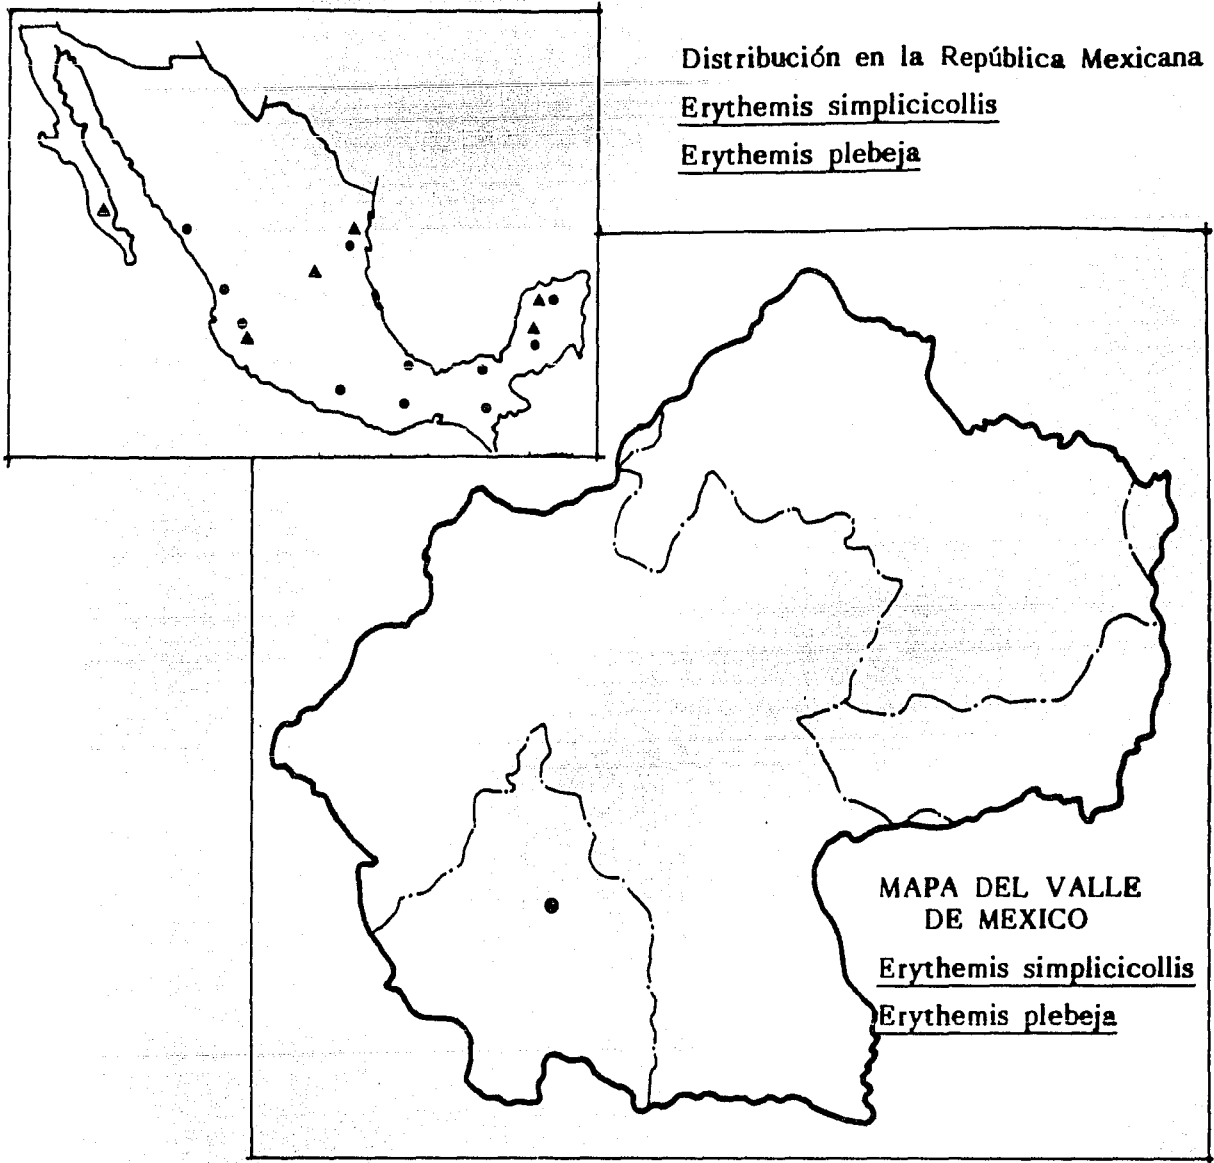 Distribución en la República Mexicana
Erythemis simplicicollis
Erythemis plebeja
MAPA DEL VALLE
DE MEXICO
Erythemis simplicicollis
Erythemis plebeja